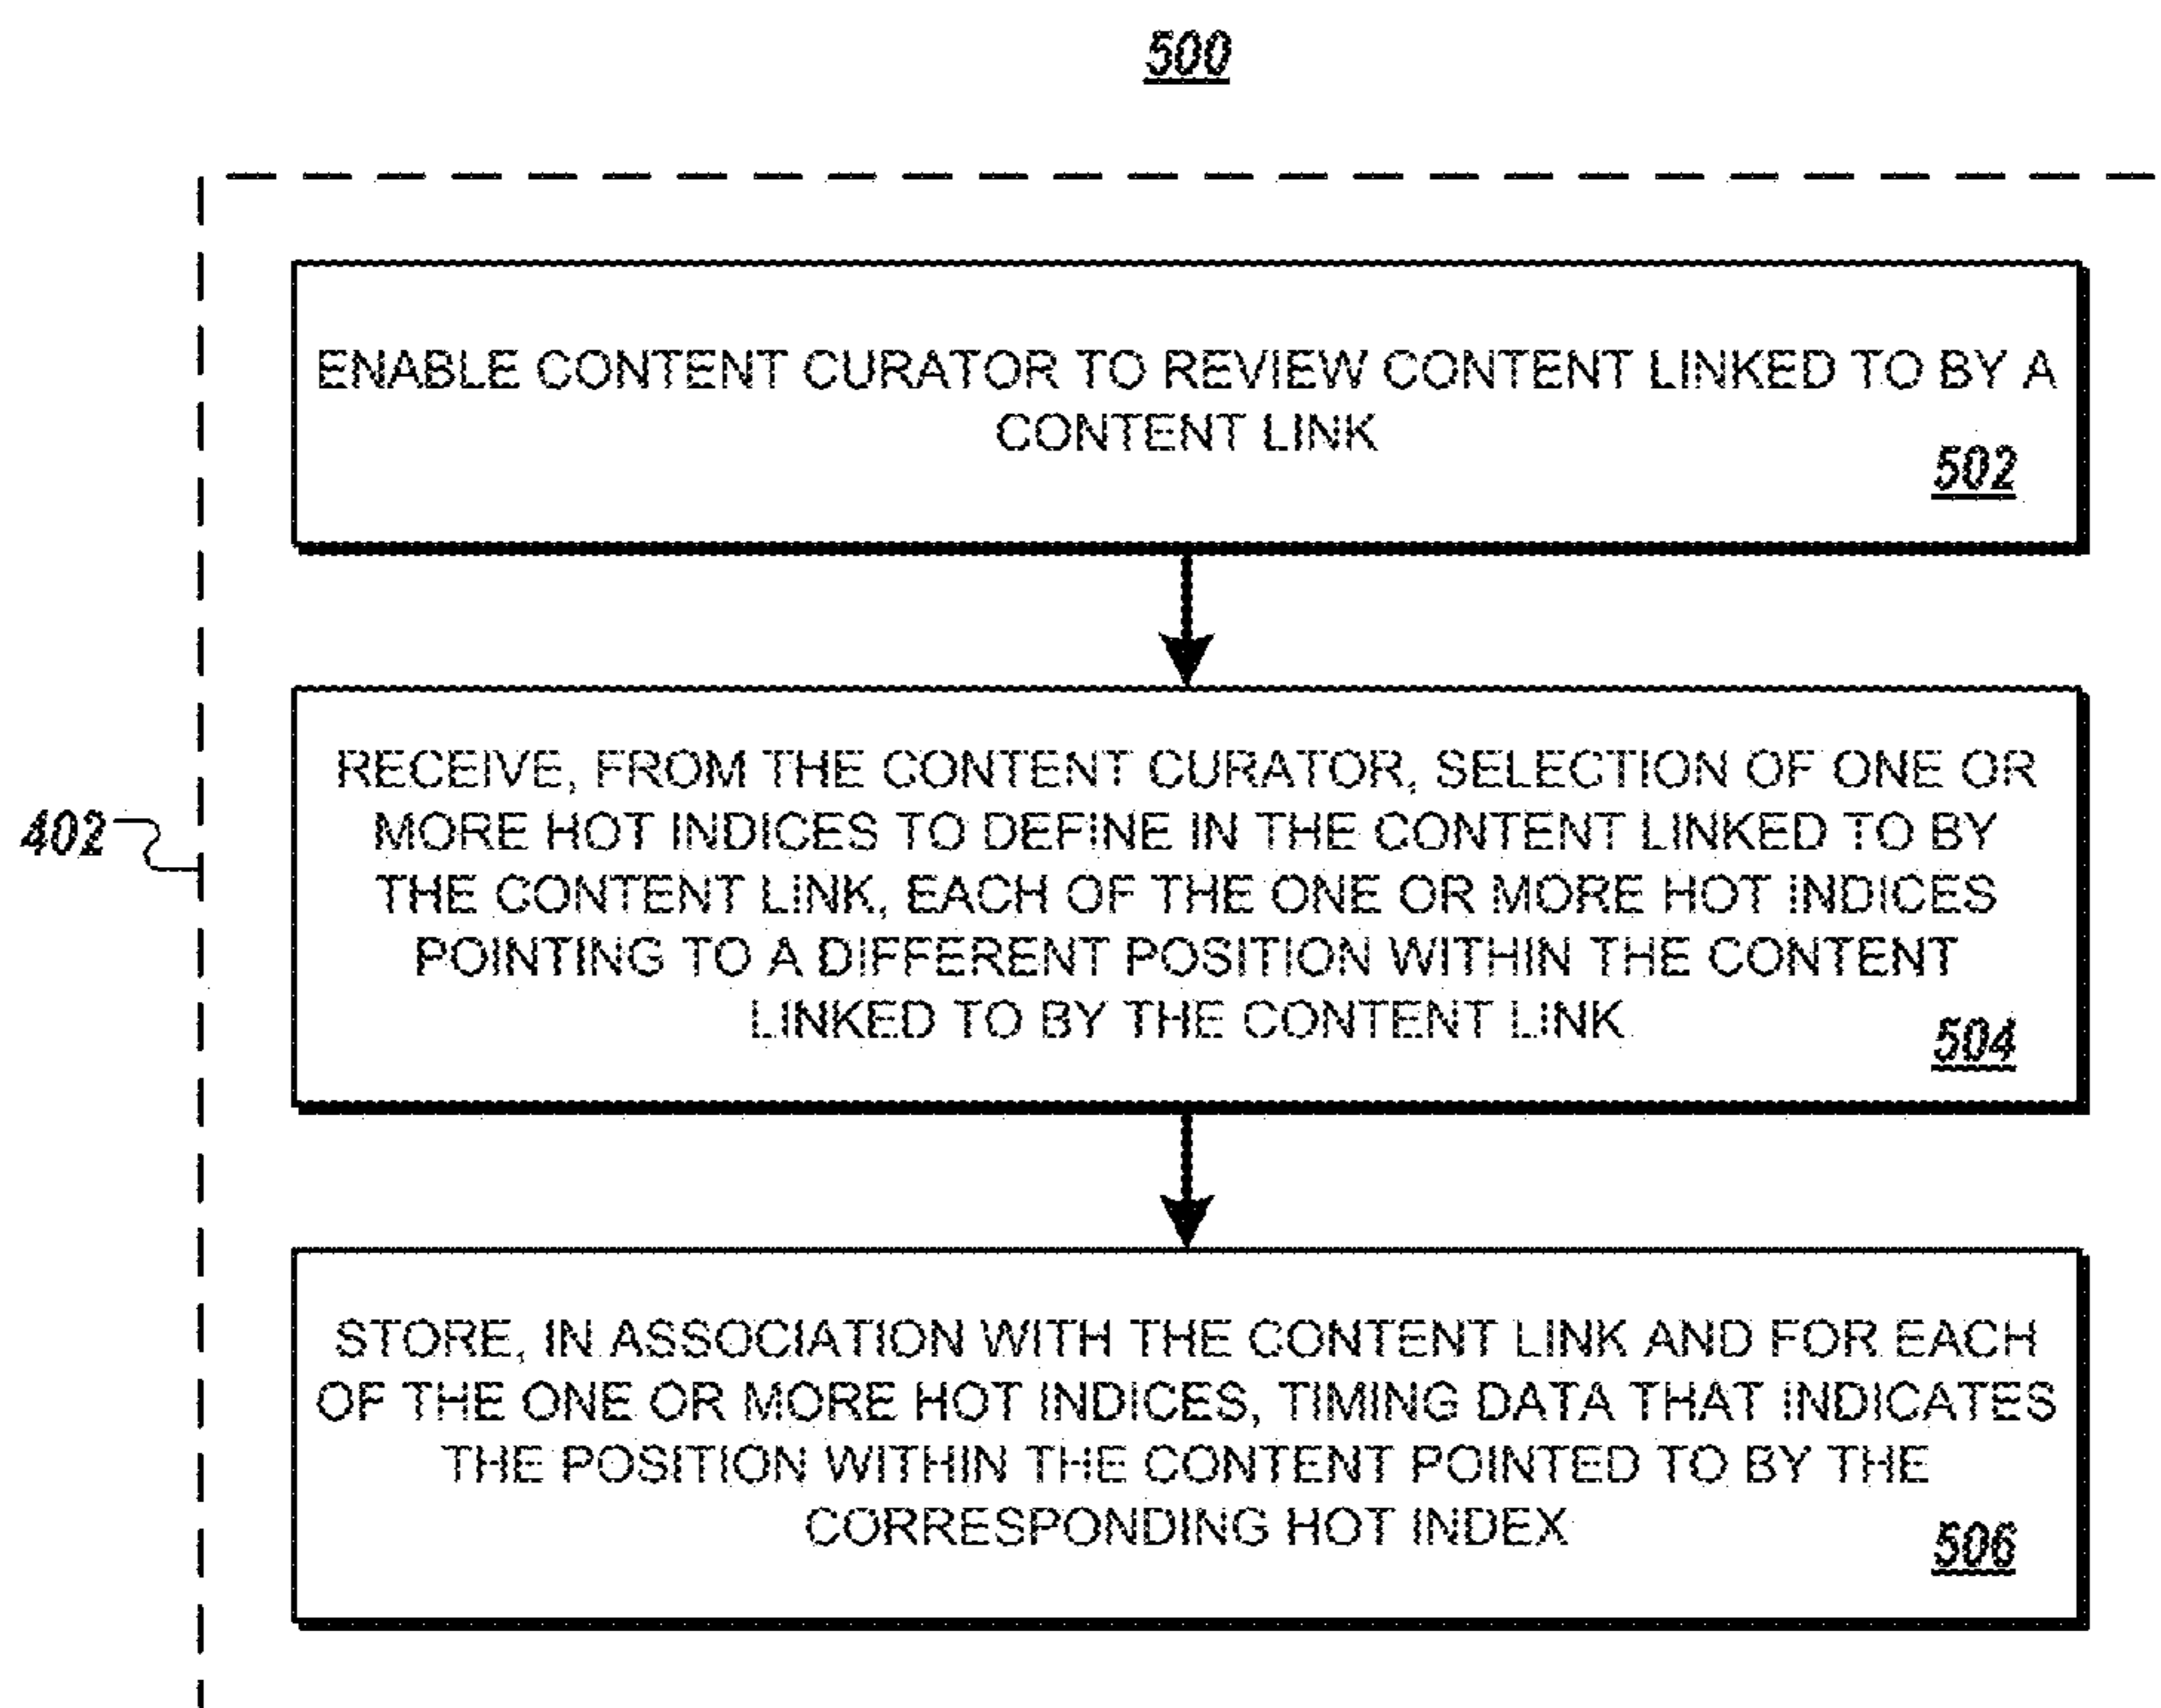 500
ENABLE CONTENT CURATOR TO REVIEW CONTENT LINKED TO BY A
CONTENT LINK
502
RECEIVE, FROM THE CONTENT CURATOR, SELECTION OF ONE OR
MORE HOT INDICES TO DEFINE IN THE CONTENT LINKED TO BY
THE CONTENT LINK, EACH OF THE ONE OR MORE HOT INDICES
POINTING TO A DIFFERENT POSITION WITHIN THE CONTENT
LINKED TO BY THE CONTENT LINK
504
402
STORE, IN ASSOCIATION WITH THE CONTENT LINK AND FOR EACH
OF THE ONE OR MORE HOT INDICES, TIMING DATA THAT INDICATES
THE POSITION WITHIN THE CONTENT POINTED TO BY THE
CORRESPONDING HOT INDEX
506